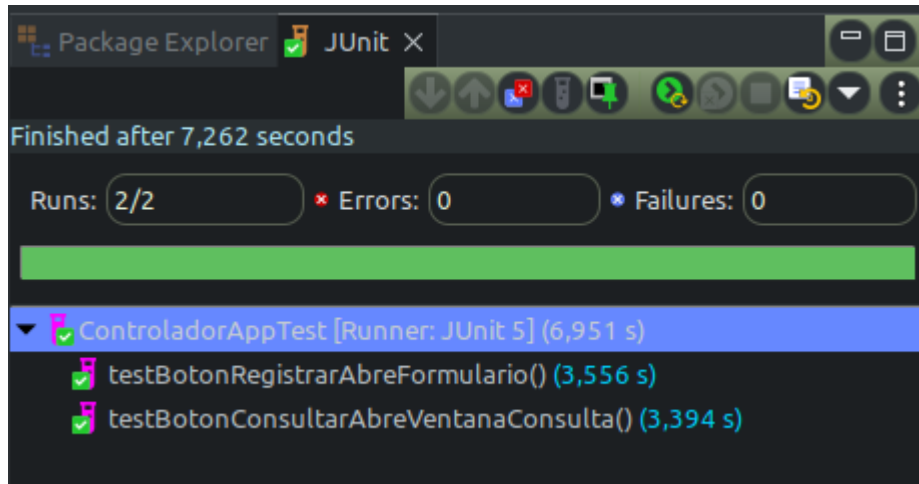 Package Explorer JUnit
Finished after 7,262 seconds
Runs: 2/2 Errors: 0 Failures: 0
ControladorAppTest [Runner: JUnit 5] (6,951 s)
testBotonRegistrarAbreFormulario() (3,556 s)
testBotonConsultarAbreVentanaConsulta() (3,394 s)